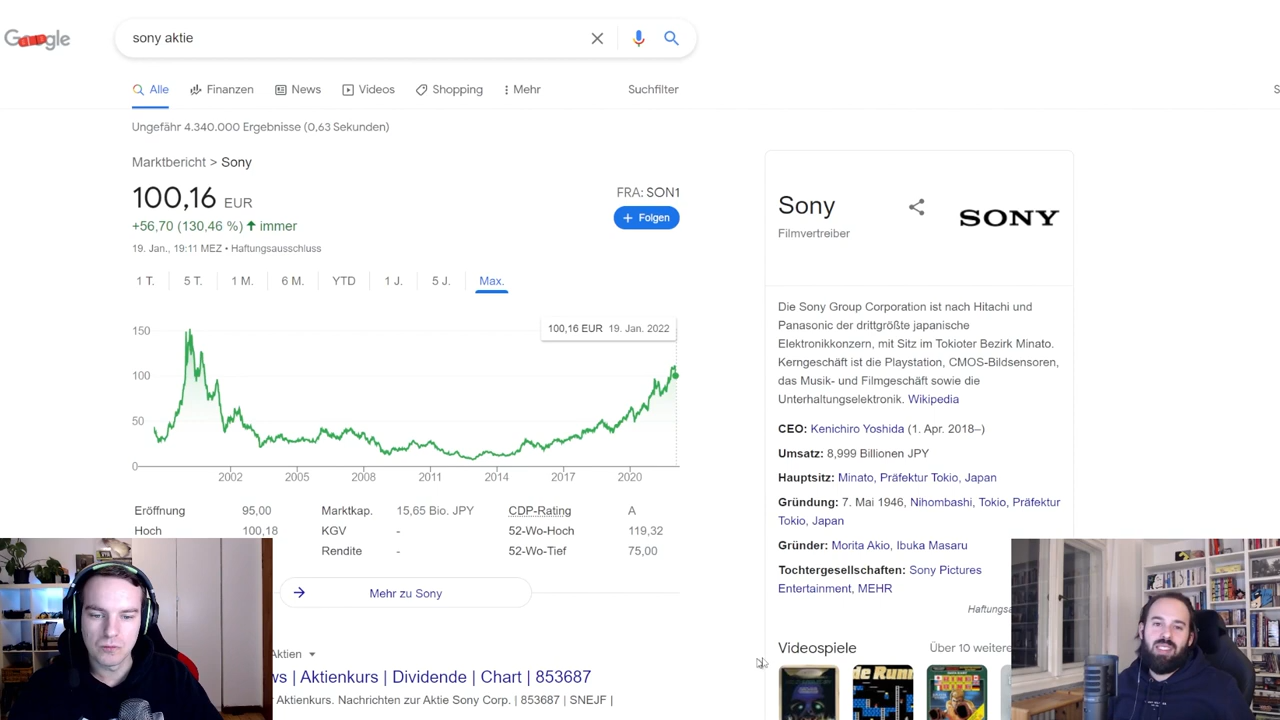 Google
sony aktie
Alle
Finanzen
News
Videos
Shopping
Mehr
Suchfilter
Ungefähr 4.340.000 Ergebnisse (0,63 Sekunden)
Marktbericht > Sony
100,16 EUR
FRA: SON1
+ Folgen
+56,70 (130,46 %) ↑ immer
19. Jan., 19:11 MEZ • Haftungsausschluss
1 T.
5 T.
1 M.
6 M.
YTD
1 J.
5 J.
Max.
100,16 EUR 19. Jan. 2022
150
100
50
0
2002
2005
2008
2011
2014
2017
2020
Eröffnung 95,00 Marktkap. 15,65 Bio. JPY CDP-Rating A
Hoch 100,18 KGV - 52-Wo-Hoch 119,32
Rendite - 52-Wo-Tief 75,00
Mehr zu Sony
Aktien
| Aktienkurs | Dividende | Chart | 853687
Aktienkurs. Nachrichten zur Aktie Sony Corp. | 853687 | SNEJF |
Sony
Filmvertreiber
SONY
Die Sony Group Corporation ist nach Hitachi und
Panasonic der drittgrößte japanische
Elektronikkonzern, mit Sitz im Tokioter Bezirk Minato.
Kerngeschäft ist die Playstation, CMOS-Bildsensoren,
das Musik- und Filmgeschäft sowie die
Unterhaltungselektronik. Wikipedia
CEO: Kenichiro Yoshida (1. Apr. 2018–)
Umsatz: 8,999 Billionen JPY
Hauptsitz: Minato, Präfektur Tokio, Japan
Gründung: 7. Mai 1946, Nihombashi, Tokio, Präfektur
Tokio, Japan
Gründer: Morita Akio, Ibuka Masaru
Tochtergesellschaften: Sony Pictures
Entertainment, MEHR
Videospiele
Über 10 weitere